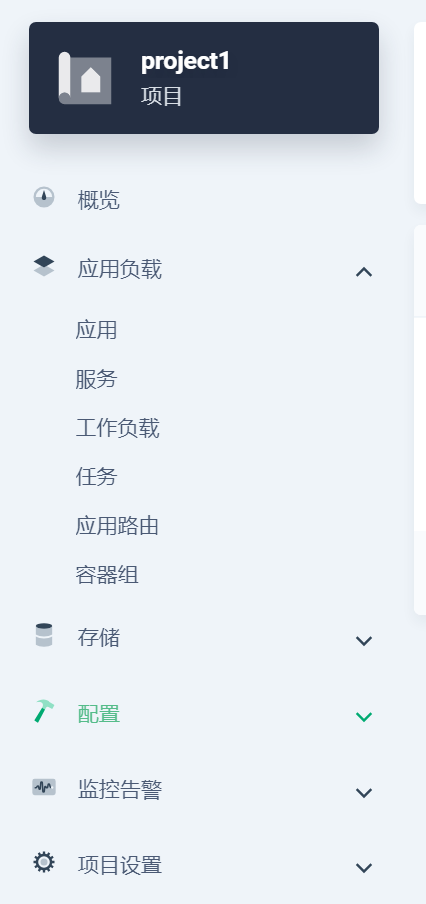 project1
项目
概览
应用负载
应用
服务
工作负载
任务
应用路由
容器组
存储
配置
监控告警
项目设置